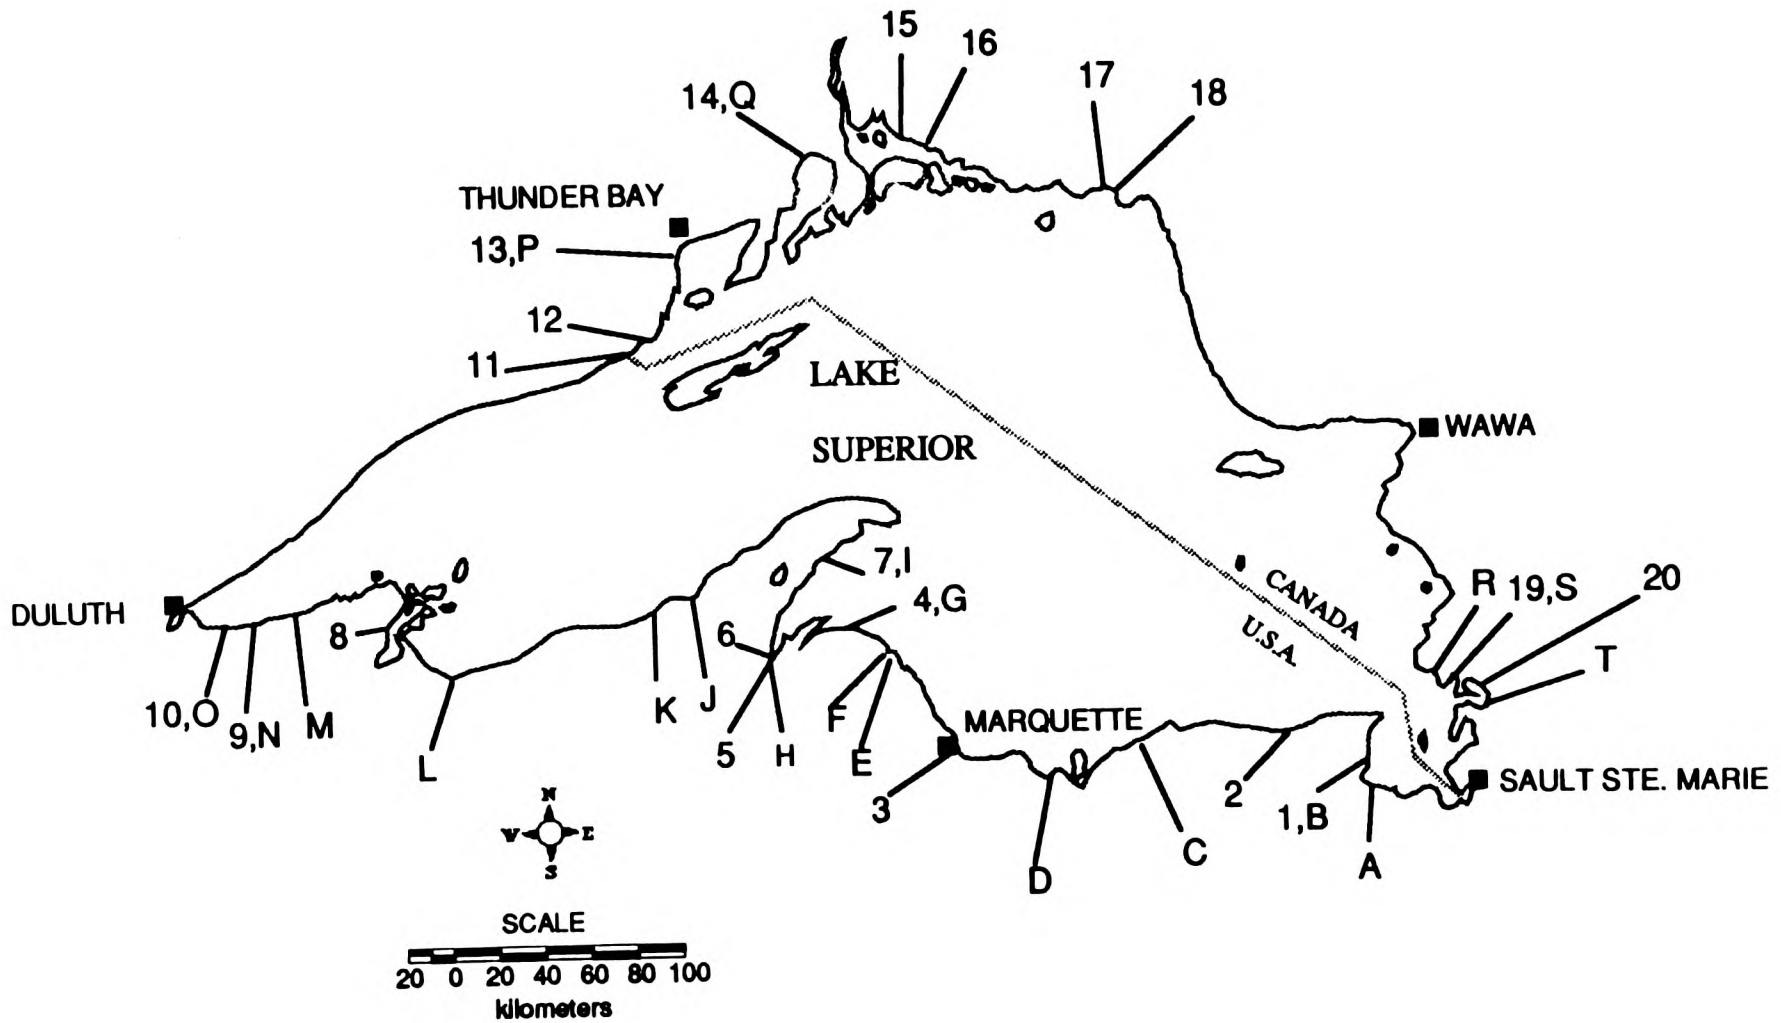 15
16
17
18
14,Q
THUNDER BAY
13,P
12
11
LAKE
SUPERIOR
WAWA
CANADA
U.S.A.
R
19,S
20
T
7,I
4,G
DULUTH
8
6
10,O
9,N
M
L
K
J
5
H
F
E
MARQUETTE
3
D
C
2
1,B
A
SAULT STE. MARIE
N
W
E
S
SCALE
20 0 20 40 60 80 100
kilometers